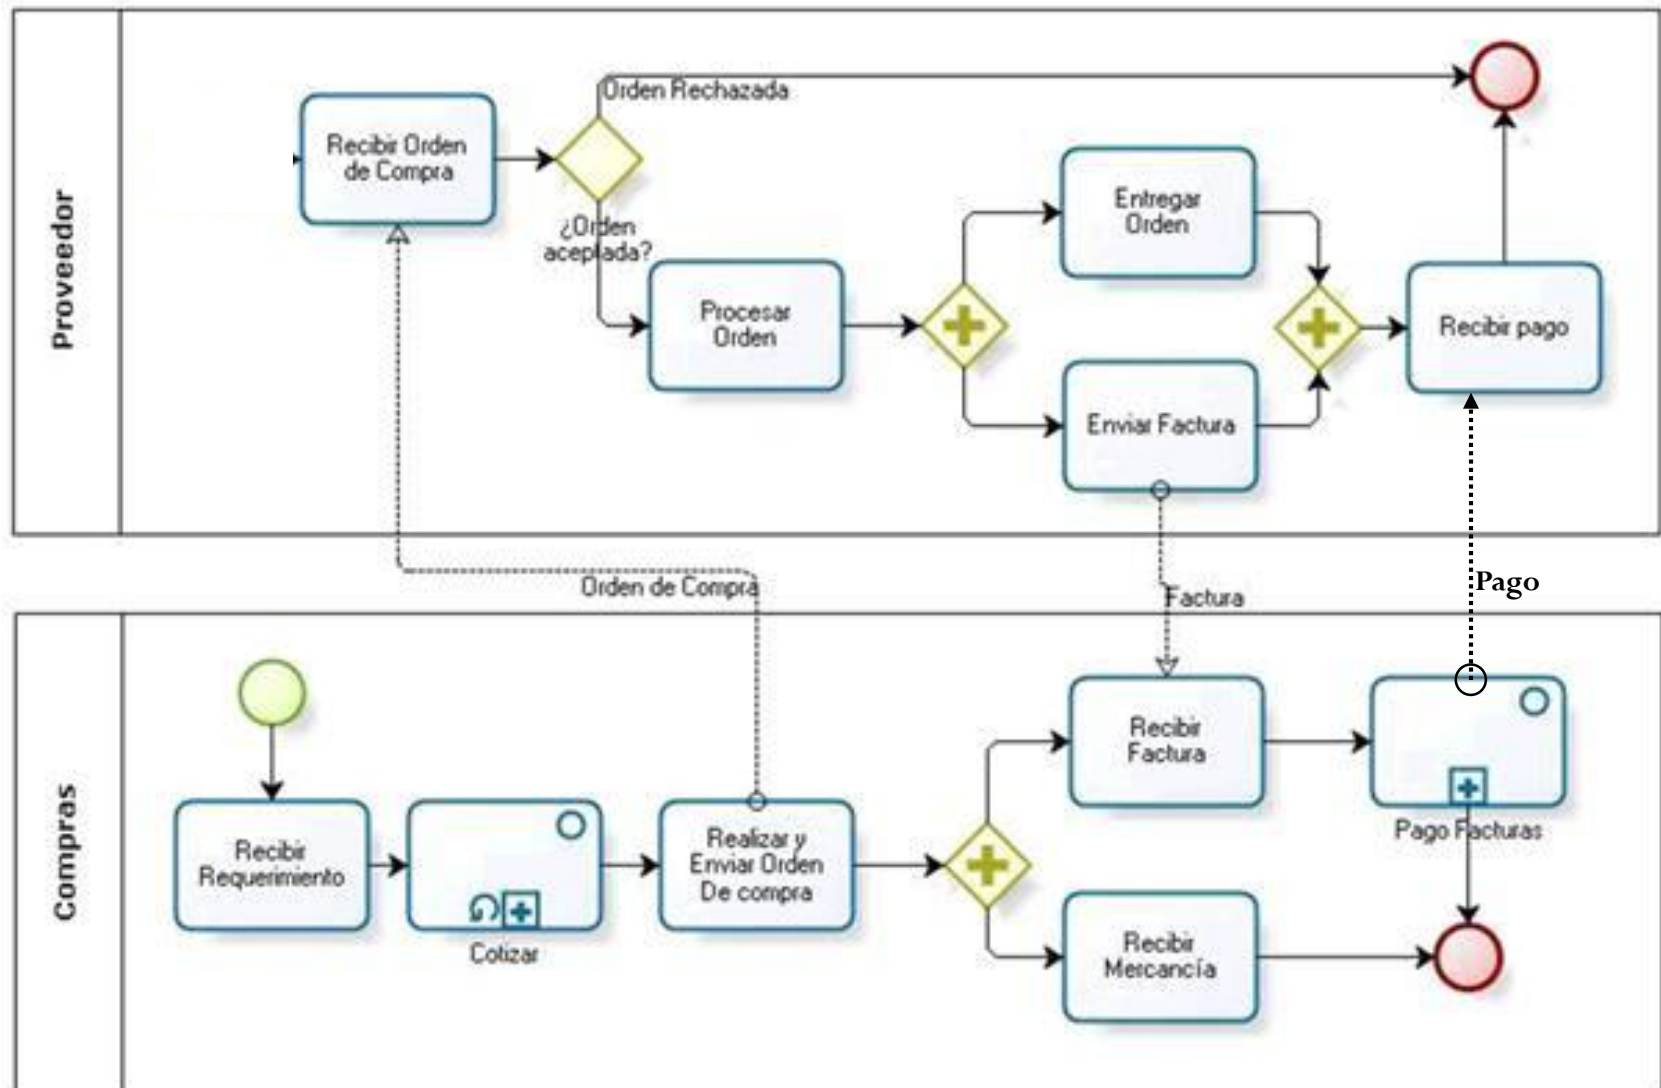 Proveedor
Orden Rechazada
Recibir Orden
de Compra
¿Orden
aceptada?
Procesar
Orden
Entregar
Orden
Enviar Factura
Recibir pago
Orden de Compra
Factura
Pago
Compras
Recibir
Requerimiento
Cotizar
Realizar y
Enviar Orden
De compra
Recibir
Factura
Pago Facturas
Recibir
Mercancía